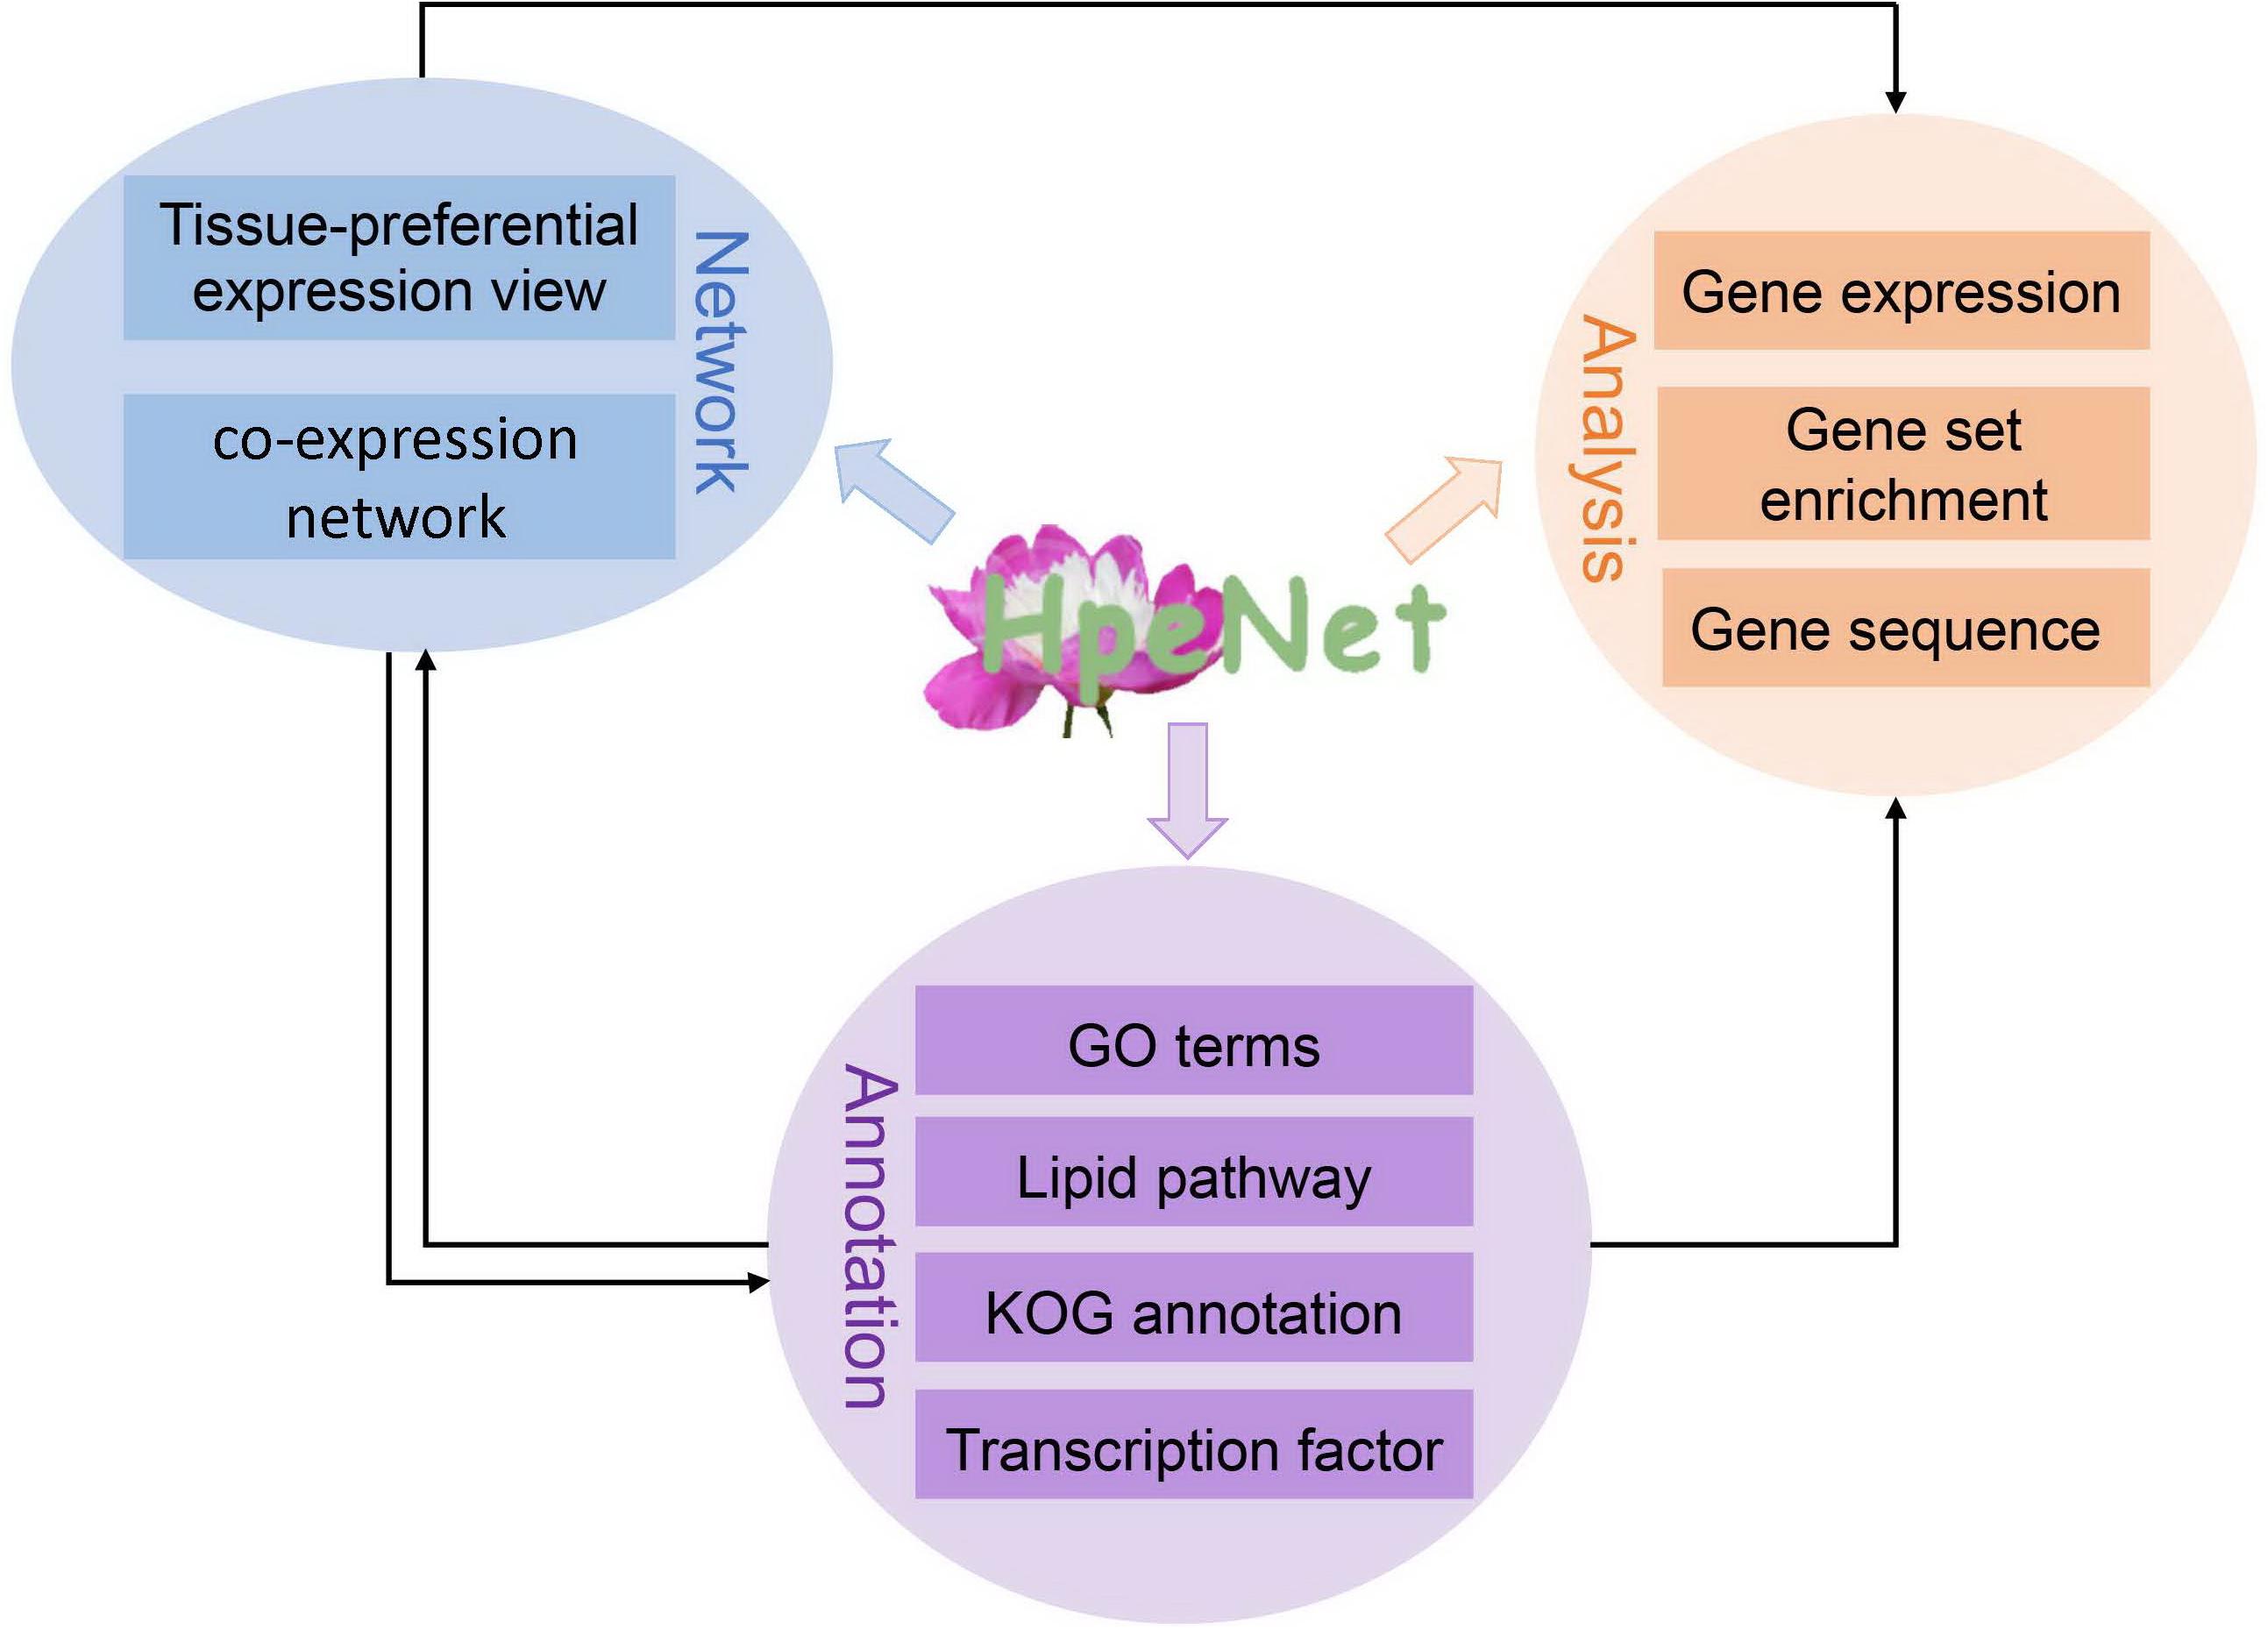 Tissue-preferential
expression view
co-expression
network
Network
HpeNet
Analysis
Gene expression
Gene set
enrichment
Gene sequence
Annotation
GO terms
Lipid pathway
KOG annotation
Transcription factor